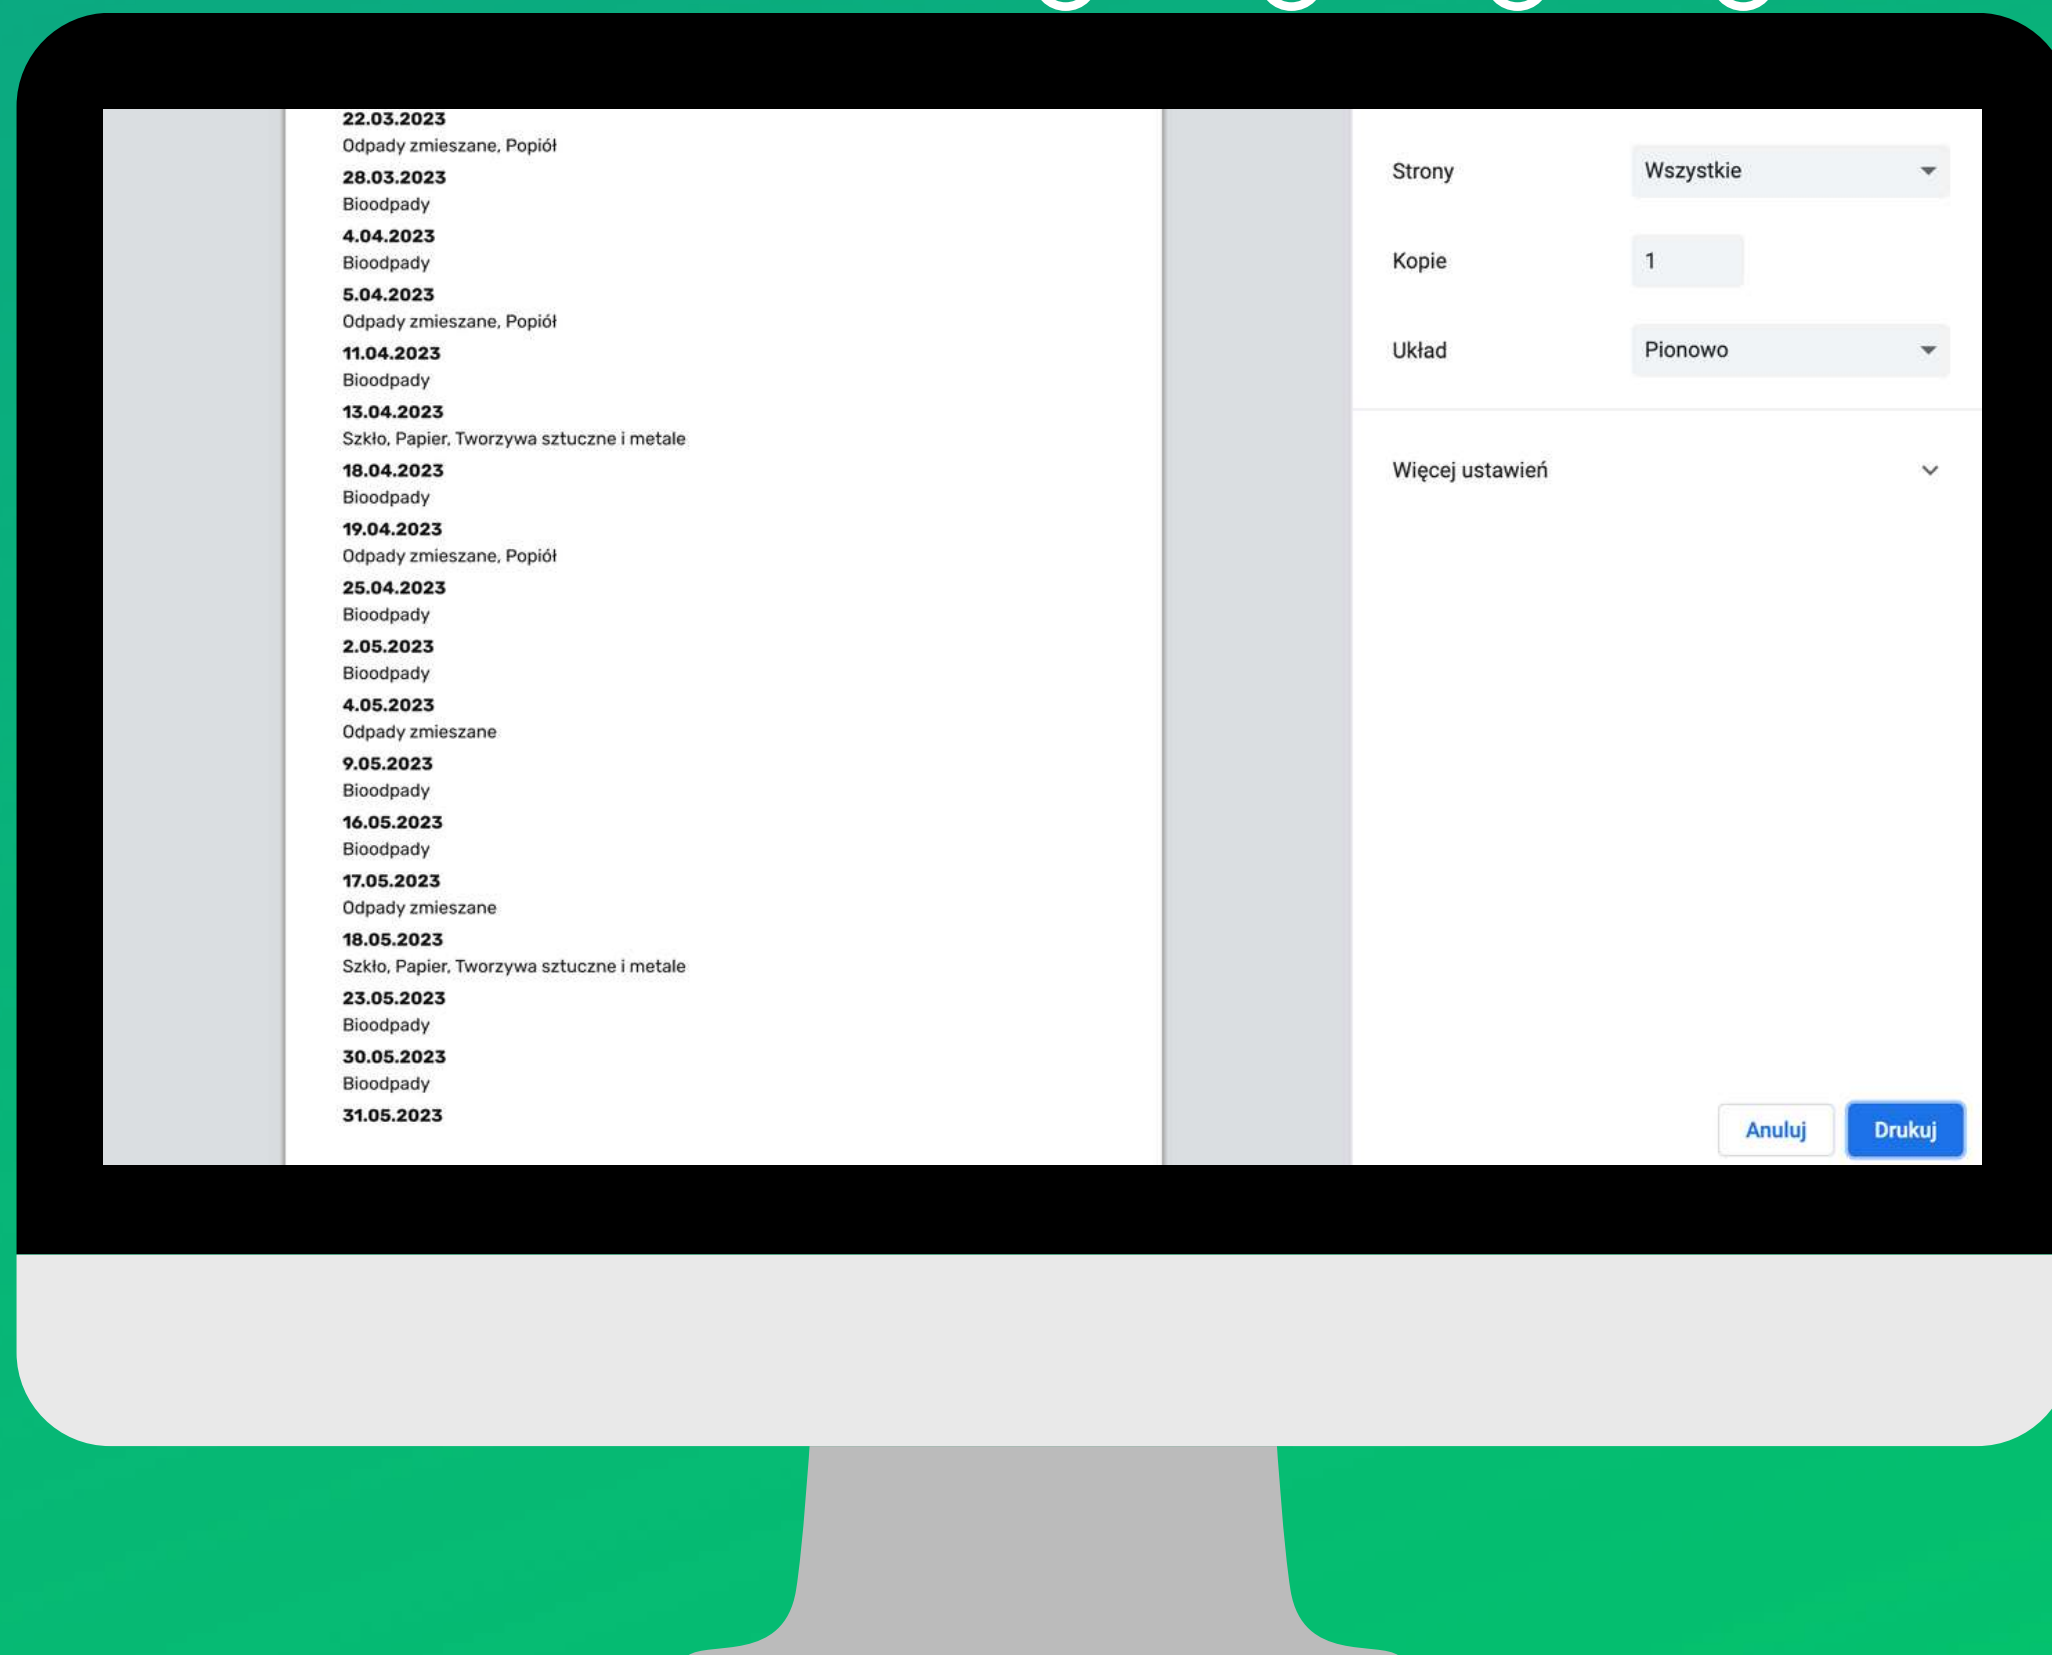 22.03.2023
Odpady zmieszane, Popiół
28.03.2023
Bioodpady
4.04.2023
Bioodpady
5.04.2023
Odpady zmieszane, Popiół
11.04.2023
Bioodpady
13.04.2023
Szkło, Papier, Tworzywa sztuczne i metale
18.04.2023
Bioodpady
19.04.2023
Odpady zmieszane, Popiół
25.04.2023
Bioodpady
2.05.2023
Bioodpady
4.05.2023
Odpady zmieszane
9.05.2023
Bioodpady
16.05.2023
Bioodpady
17.05.2023
Odpady zmieszane
18.05.2023
Szkło, Papier, Tworzywa sztuczne i metale
23.05.2023
Bioodpady
30.05.2023
Bioodpady
31.05.2023
Strony Wszystkie
Kopie 1
Układ Pionowo
Więcej ustawień
Anuluj Drukuj